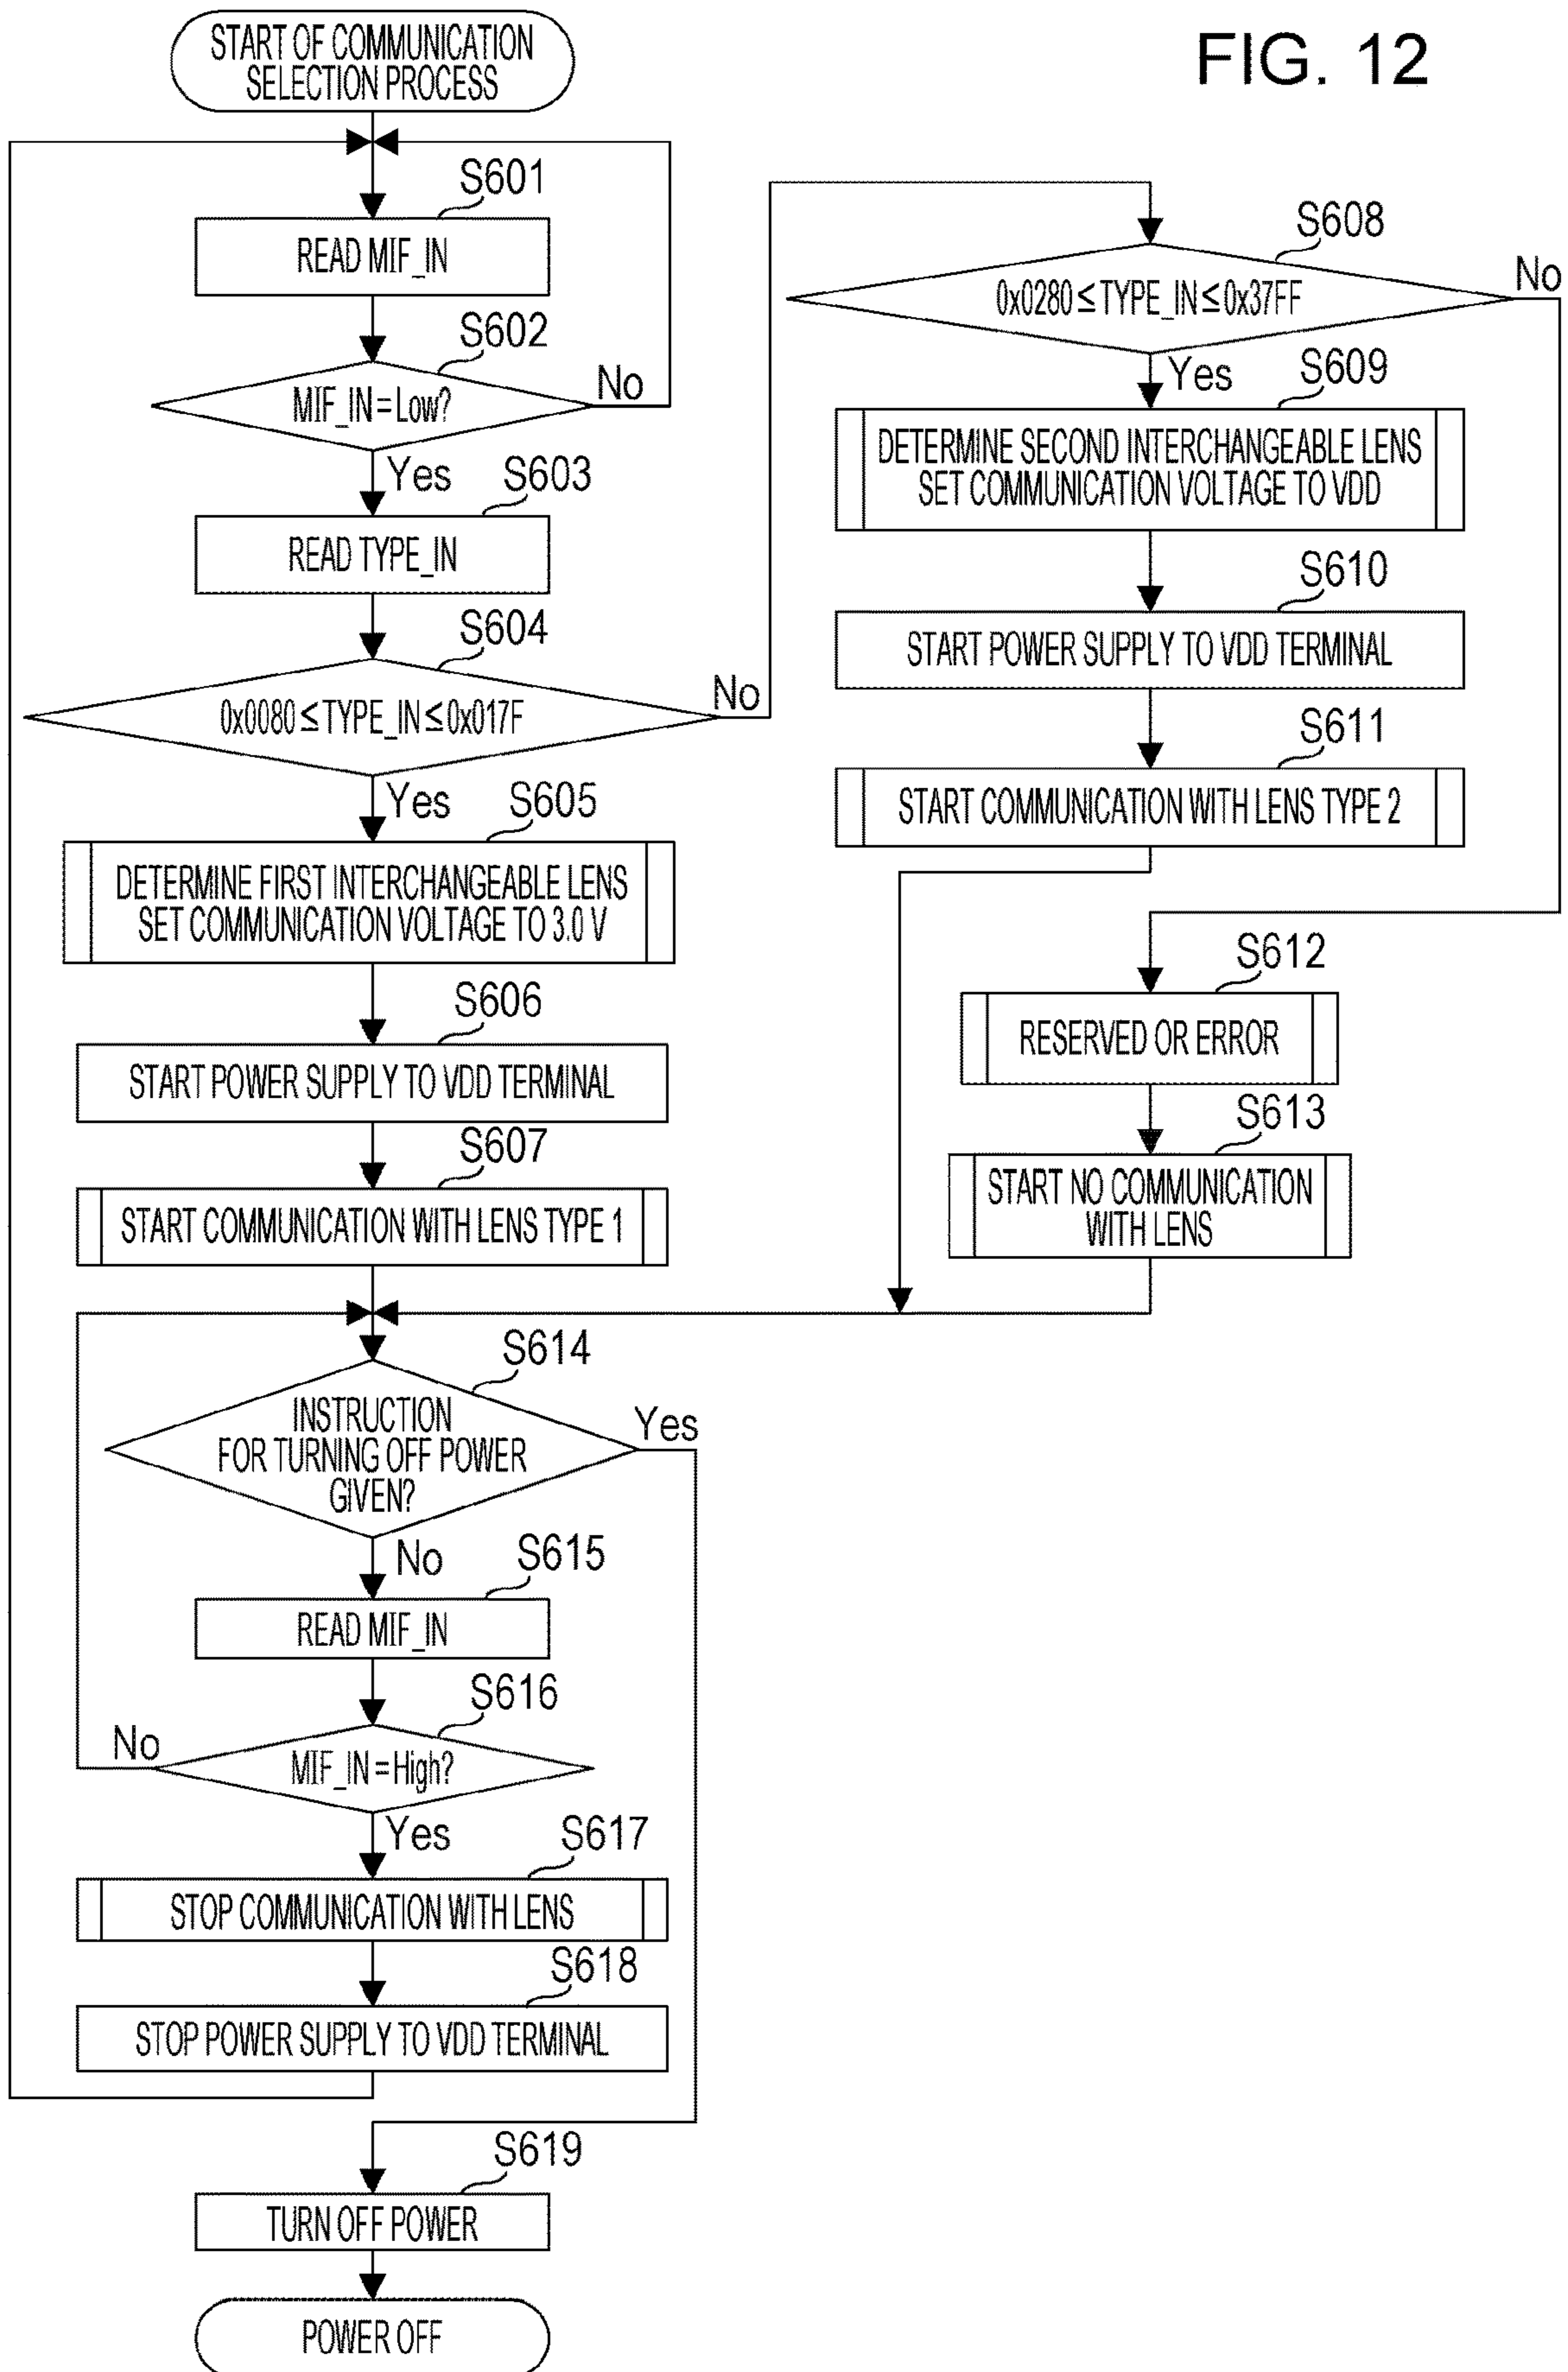 FIG. 12
START OF COMMUNICATION
SELECTION PROCESS
S601
READ MIF_IN
S602
MIF_IN=Low?
No
Yes
S603
READ TYPE_IN
S604
0x0080≤TYPE_IN≤0x017F
No
Yes
S605
DETERMINE FIRST INTERCHANGEABLE LENS
SET COMMUNICATION VOLTAGE TO 3.0 V
S606
START POWER SUPPLY TO VDD TERMINAL
S607
START COMMUNICATION WITH LENS TYPE 1
S608
0x0280≤TYPE_IN≤0x37FF
No
Yes
S609
DETERMINE SECOND INTERCHANGEABLE LENS
SET COMMUNICATION VOLTAGE TO VDD
S610
START POWER SUPPLY TO VDD TERMINAL
S611
START COMMUNICATION WITH LENS TYPE 2
S612
RESERVED OR ERROR
S613
START NO COMMUNICATION
WITH LENS
S614
INSTRUCTION
FOR TURNING OFF POWER
GIVEN?
Yes
No
S615
READ MIF_IN
S616
MIF_IN=High?
No
Yes
S617
STOP COMMUNICATION WITH LENS
S618
STOP POWER SUPPLY TO VDD TERMINAL
S619
TURN OFF POWER
POWER OFF